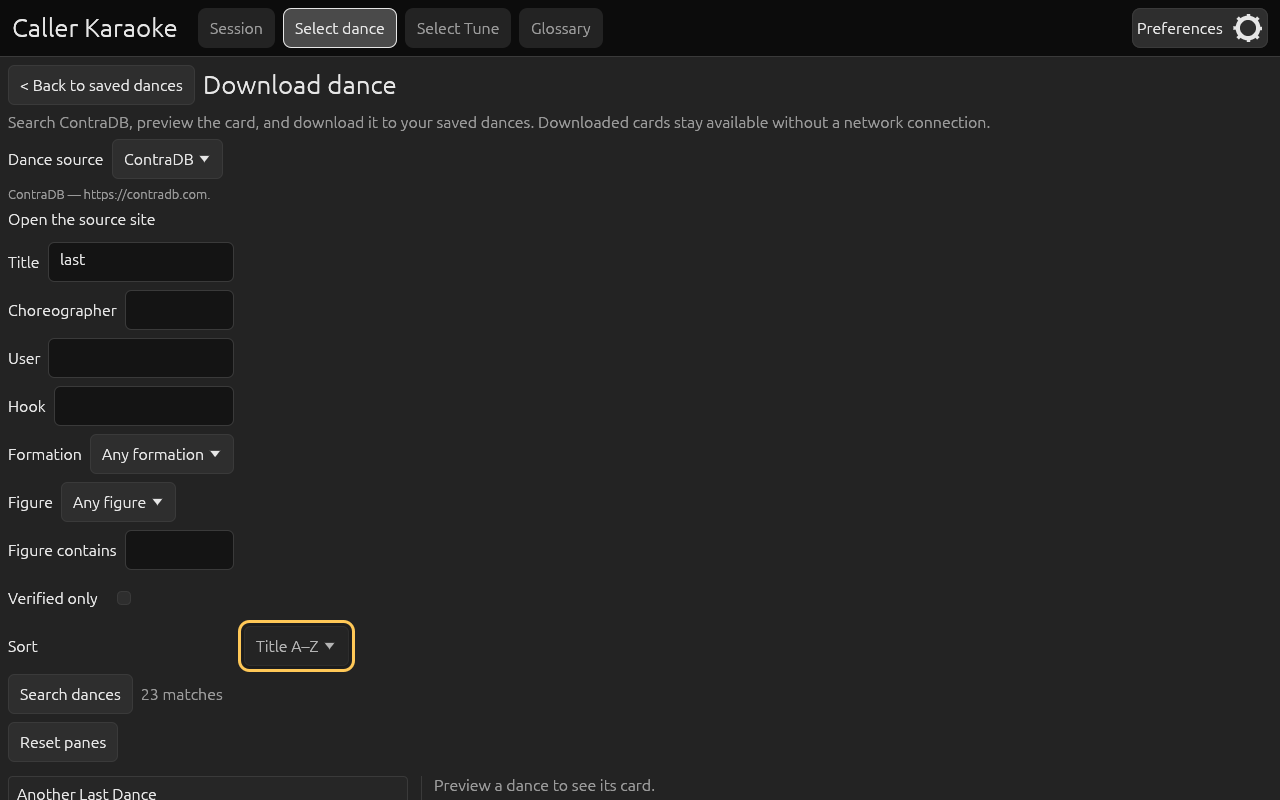 Caller Karaoke Session Select dance Select Tune Glossary Preferences
< Back to saved dances Download dance
Search ContraDB, preview the card, and download it to your saved dances. Downloaded cards stay available without a network connection.
Dance source ContraDB
ContraDB — https://contradb.com.
Open the source site
Title last
Choreographer
User
Hook
Formation Any formation
Figure Any figure
Figure contains
Verified only
Sort Title A–Z
Search dances 23 matches
Reset panes
Another Last Dance Preview a dance to see its card.